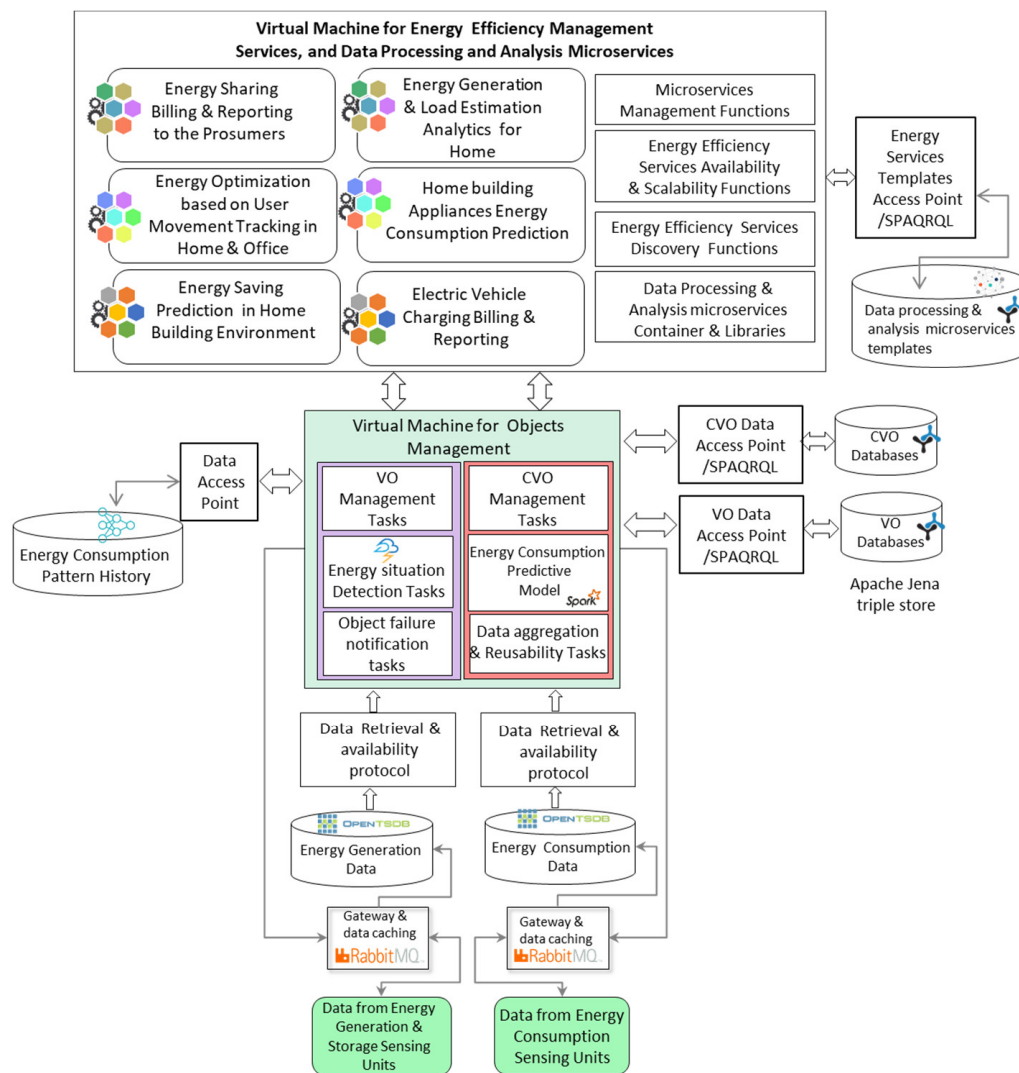 Virtual Machine for Energy Efficiency Management
Services, and Data Processing and Analysis Microservices
Energy Sharing
Billing & Reporting
to the Prosumers
Energy Generation
& Load Estimation
Analytics for
Home
Microservices
Management Functions
Energy Efficiency
Services Availability
& Scalability Functions
Energy Optimization
based on User
Movement Tracking in
Home & Office
Home building
Appliances Energy
Consumption Prediction
Energy Efficiency Services
Discovery Functions
Energy Saving
Prediction in Home
Building Environment
Electric Vehicle
Charging Billing &
Reporting
Data Processing &
Analysis microservices
Container & Libraries
Energy
Services
Templates
Access Point
/SPAQRQL
Data processing &
analysis microservices
templates
Virtual Machine for Objects
Management
VO
Management
Tasks
Energy situation
Detection Tasks
Object failure
notification
tasks
CVO
Management
Tasks
Energy Consumption
Predictive
Model
Spark
Data aggregation
& Reusability Tasks
Data
Access
Point
Energy Consumption
Pattern History
CVO Data
Access Point
/SPAQRQL
CVO
Databases
VO Data
Access Point
/SPAQRQL
VO
Databases
Apache Jena
triple store
Data Retrieval &
availability
protocol
Data Retrieval &
availability
protocol
OPENTSDB
Energy Generation
Data
OPENTSDB
Energy Consumption
Data
Gateway &
data caching
RabbitMQ
Gateway &
data caching
RabbitMQ
Data from Energy
Generation &
Storage Sensing
Units
Data from Energy
Consumption
Sensing Units